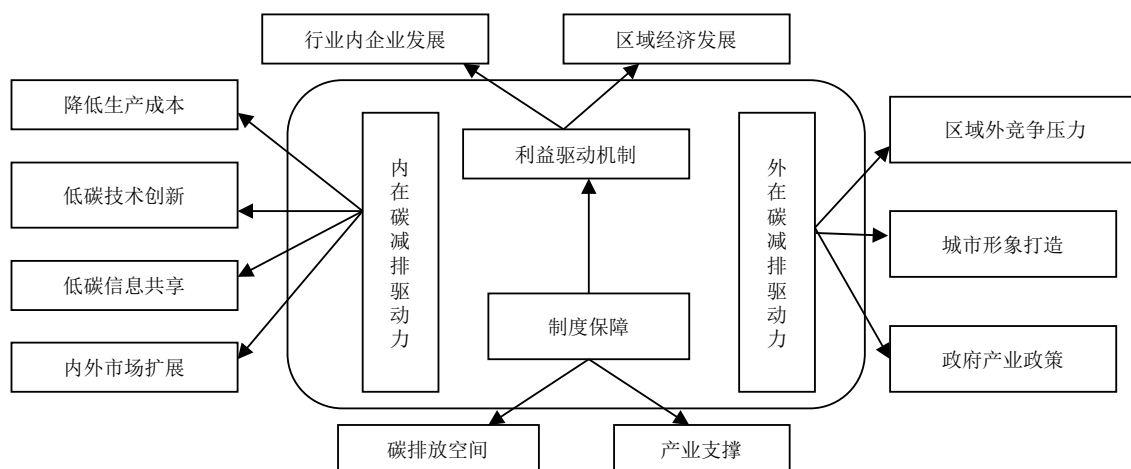 行业内企业发展
区域经济发展
降低生产成本
区域外竞争压力
利益驱动机制
低碳技术创新
内在碳减排驱动力
外在碳减排驱动力
城市形象打造
低碳信息共享
制度保障
内外市场扩展
政府产业政策
碳排放空间
产业支撑